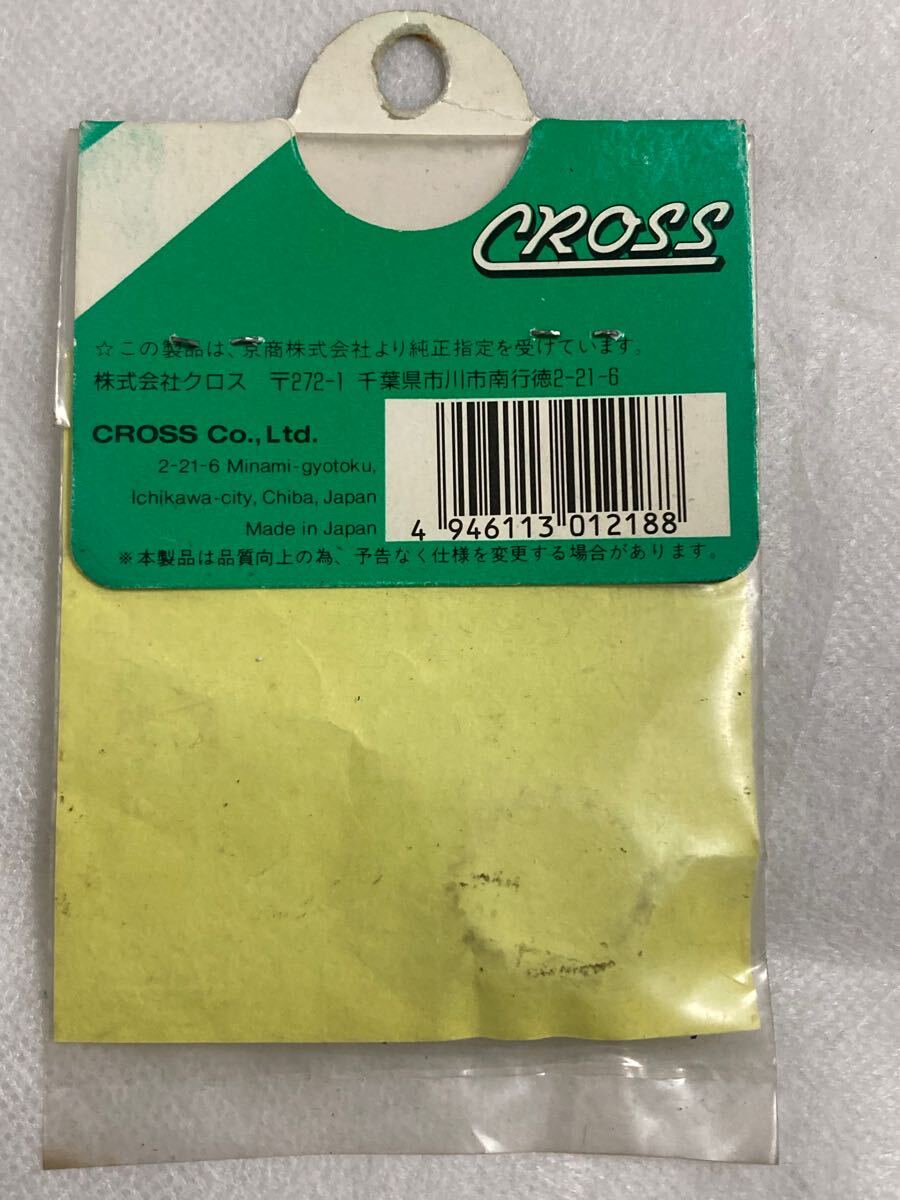 CROSS
☆この製品は、京商株式会社より純正指定を受けています。
株式会社クロス 〒272-1 千葉県市川市南行徳2-21-6
CROSS Co., Ltd.
2-21-6 Minami-gyotoku,
Ichikawa-city, Chiba, Japan
Made in Japan
4 946113 012188
※本製品は品質向上の為、予告なく仕様を変更する場合があります。